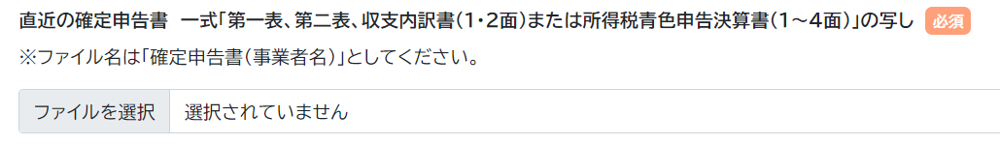 直近の確定申告書　一式「第一表、第二表、収支内訳書（1・2面）または所得税青色申告決算書（1～4面）」の写し 必須
※ファイル名は「確定申告書（事業者名）」としてください。
ファイルを選択 選択されていません